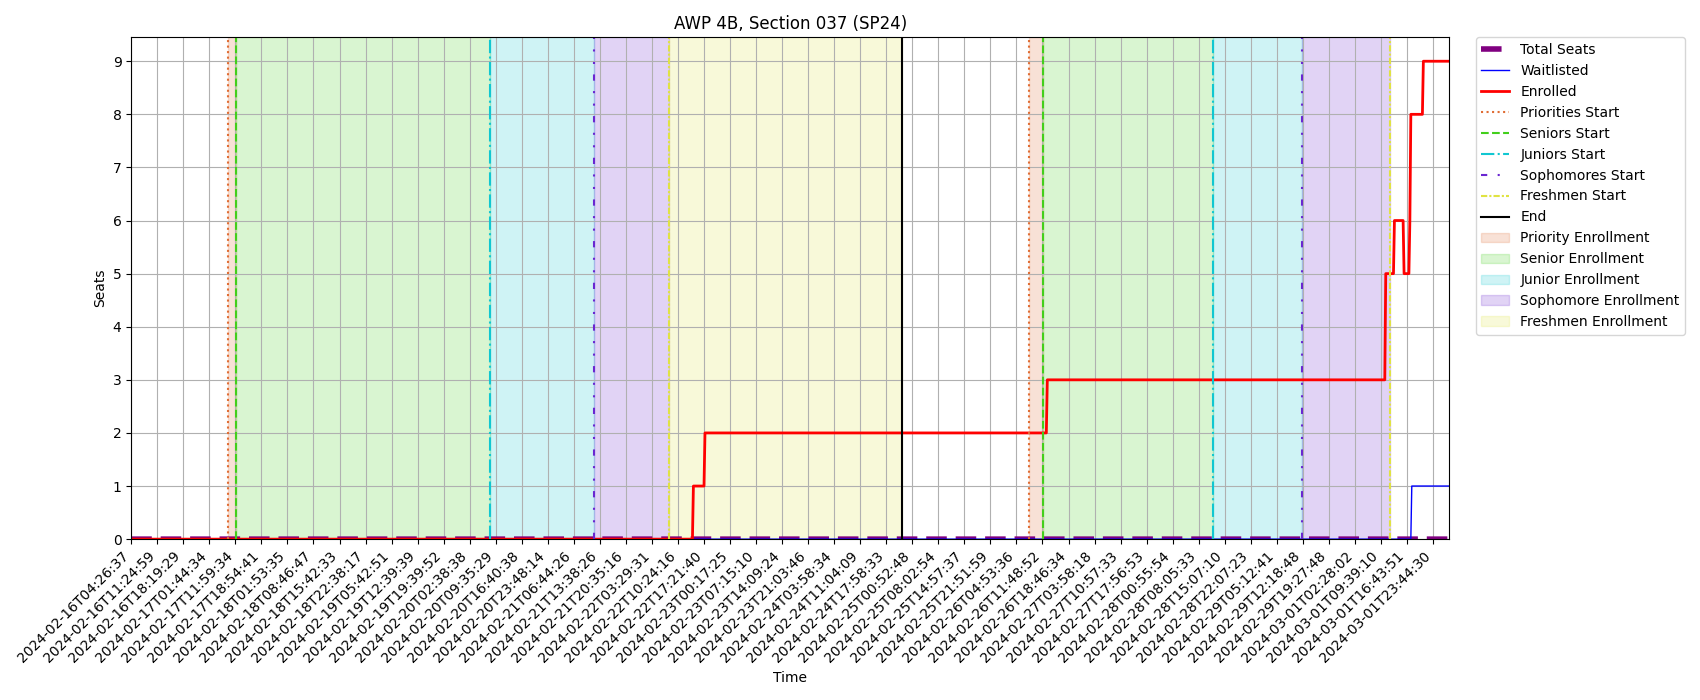 AWP 4B, Section 037 (SP24)
Seats
9
8
7
6
5
4
3
2
1
0
2024-02-16T04:26:37
2024-02-16T11:24:59
2024-02-16T18:19:29
2024-02-17T01:44:34
2024-02-17T11:59:34
2024-02-17T18:54:41
2024-02-18T01:53:35
2024-02-18T08:46:47
2024-02-18T15:42:33
2024-02-18T22:38:17
2024-02-19T05:42:51
2024-02-19T12:39:39
2024-02-19T19:39:52
2024-02-20T02:38:38
2024-02-20T09:35:29
2024-02-20T16:40:38
2024-02-20T23:48:14
2024-02-21T06:44:26
2024-02-21T13:38:26
2024-02-21T20:35:16
2024-02-22T03:29:31
2024-02-22T10:24:16
2024-02-22T17:21:40
2024-02-23T00:17:25
2024-02-23T07:15:10
2024-02-23T14:09:24
2024-02-23T21:03:46
2024-02-24T03:58:34
2024-02-24T11:04:09
2024-02-24T17:58:33
2024-02-25T00:52:48
2024-02-25T08:02:54
2024-02-25T14:57:37
2024-02-25T21:51:59
2024-02-26T04:53:36
2024-02-26T11:48:52
2024-02-26T18:46:34
2024-02-27T03:58:18
2024-02-27T10:57:33
2024-02-27T17:56:53
2024-02-28T00:55:54
2024-02-28T08:05:33
2024-02-28T15:07:10
2024-02-28T22:07:23
2024-02-29T05:12:41
2024-02-29T12:18:48
2024-02-29T19:27:48
2024-03-01T02:28:02
2024-03-01T09:39:10
2024-03-01T16:43:51
2024-03-01T23:44:30
Time
Total Seats
Waitlisted
Enrolled
Priorities Start
Seniors Start
Juniors Start
Sophomores Start
Freshmen Start
End
Priority Enrollment
Senior Enrollment
Junior Enrollment
Sophomore Enrollment
Freshmen Enrollment